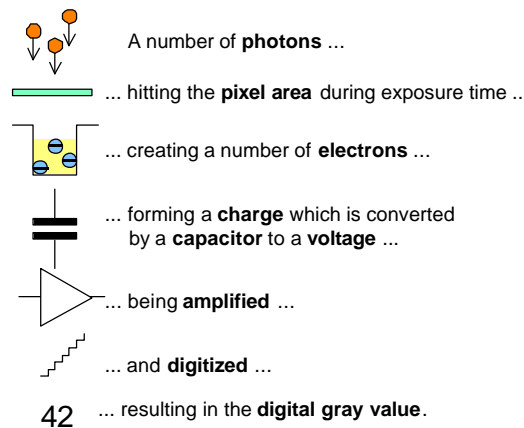 A number of photons ...
... hitting the pixel area during exposure time ..
... creating a number of electrons ...
... forming a charge which is converted
by a capacitor to a voltage ...
... being amplified ...
... and digitized ...
42 ... resulting in the digital gray value.